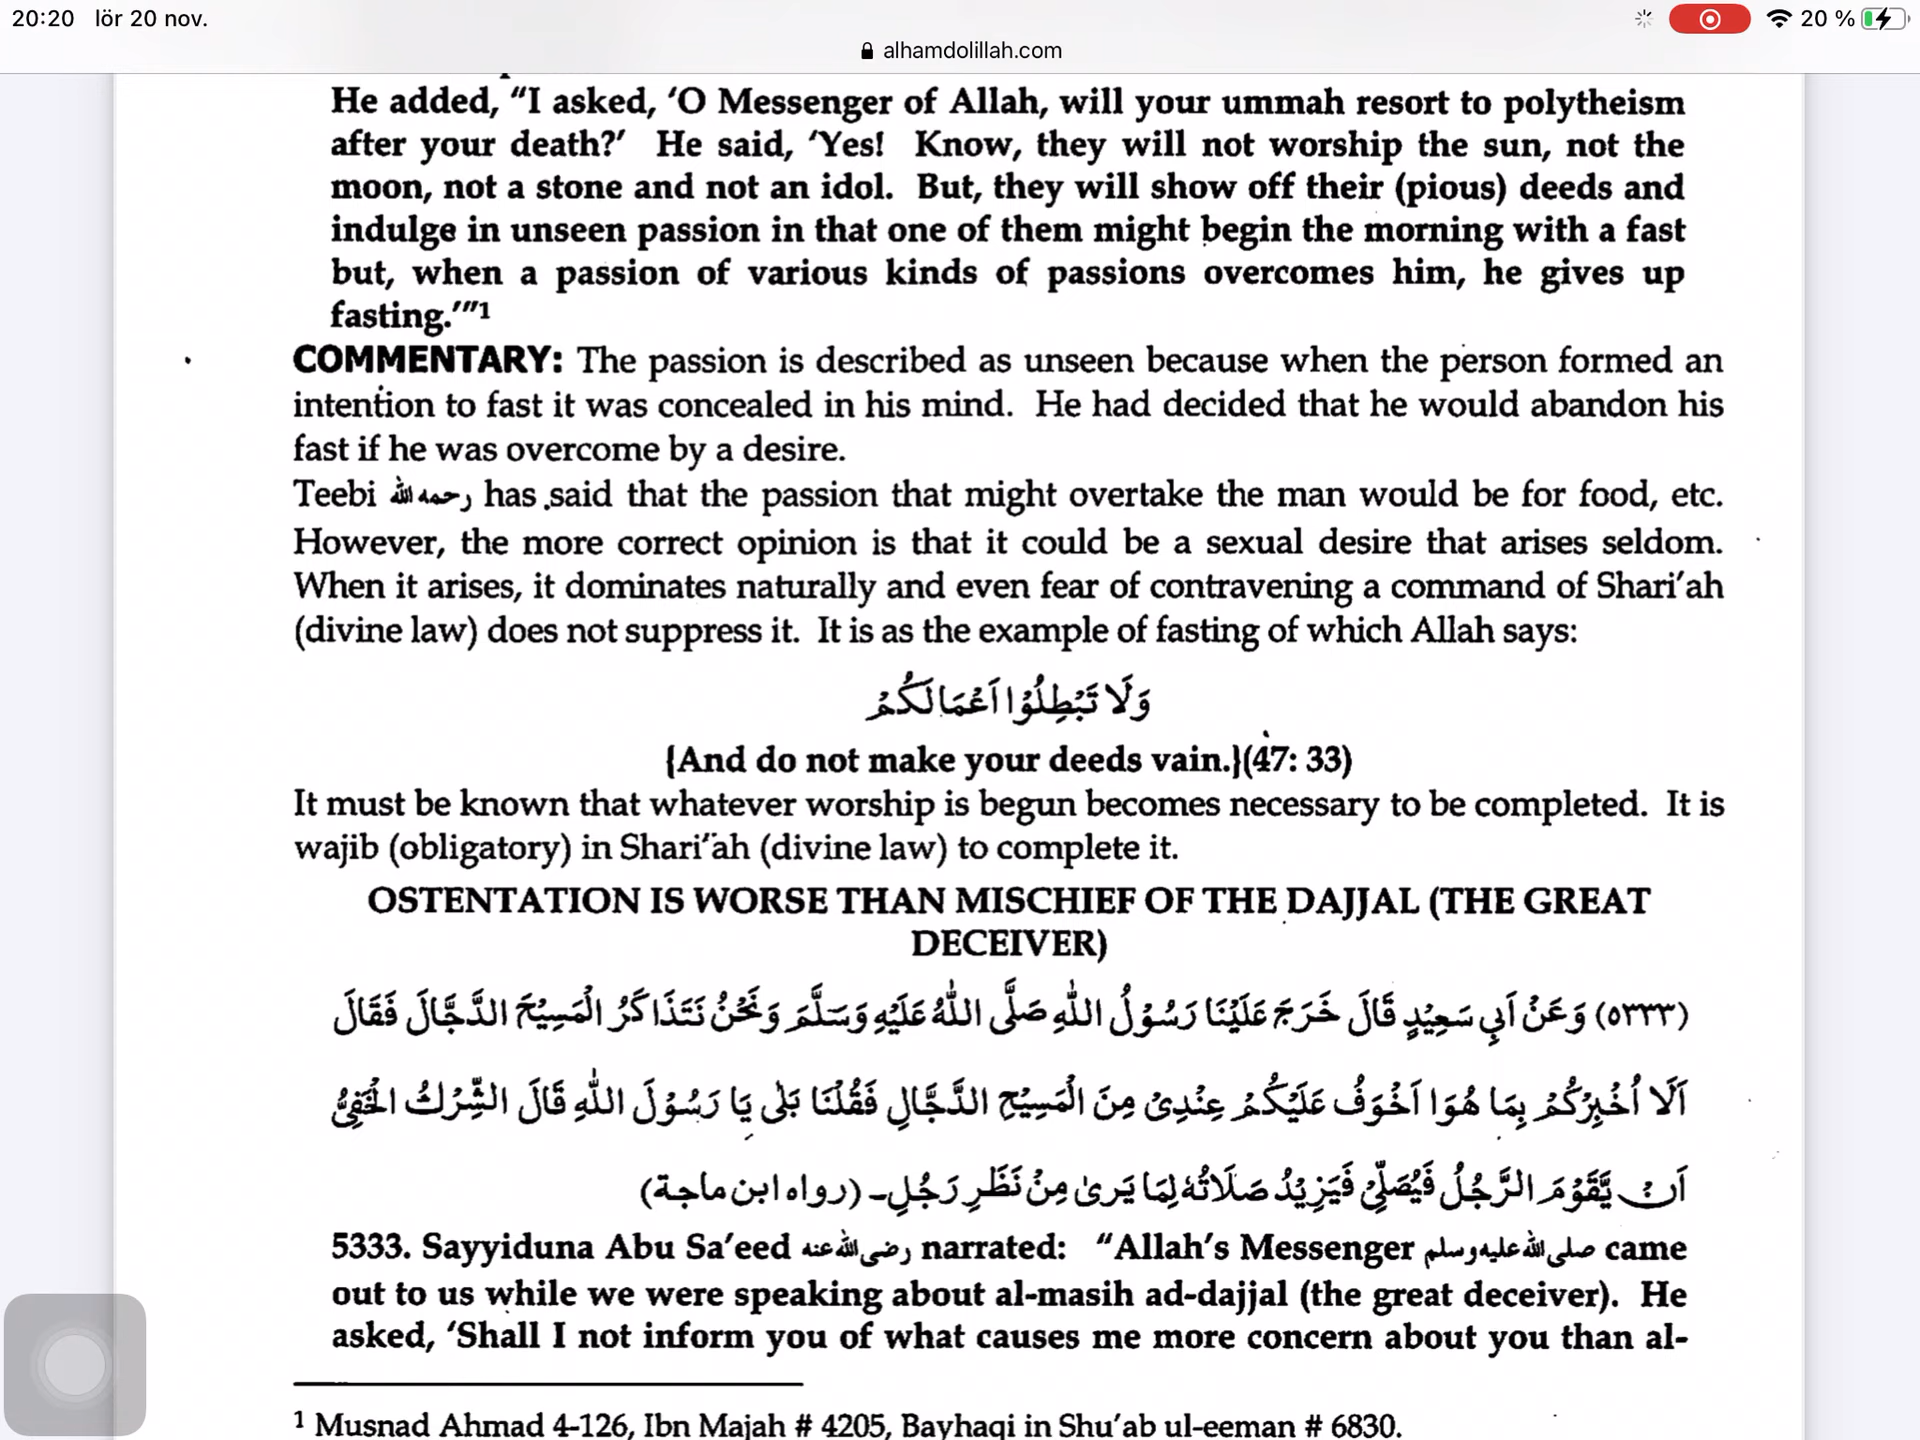 20:20 lör 20 nov. 20 %
alhamdolillah.com
He added, “I asked, ‘O Messenger of Allah, will your ummah resort to polytheism
after your death?’ He said, ‘Yes! Know, they will not worship the sun, not the
moon, not a stone and not an idol. But, they will show off their (pious) deeds and
indulge in unseen passion in that one of them might begin the morning with a fast
but, when a passion of various kinds of passions overcomes him, he gives up
fasting.’”1
COMMENTARY: The passion is described as unseen because when the person formed an
intention to fast it was concealed in his mind. He had decided that he would abandon his
fast if he was overcome by a desire.
Teebi رحمه الله has said that the passion that might overtake the man would be for food, etc.
However, the more correct opinion is that it could be a sexual desire that arises seldom.
When it arises, it dominates naturally and even fear of contravening a command of Shari’ah
(divine law) does not suppress it. It is as the example of fasting of which Allah says:
وَلَا تَبْطِلُوْا اَعْمَالَكُمْ
{And do not make your deeds vain.}(47: 33)
It must be known that whatever worship is begun becomes necessary to be completed. It is
wajib (obligatory) in Shari’ah (divine law) to complete it.
OSTENTATION IS WORSE THAN MISCHIEF OF THE DAJJAL (THE GREAT
DECEIVER)
(٥٣٣٣) وَعَنْ اَبِي سَعِيْدٍ قَالَ خَرَجَ عَلَيْنَا رَسُوْلُ اللّٰهِ صَلَّى اللّٰهُ عَلَيْهِ وَسَلَّمَ وَنَحْنُ نَتَذَاكَرُ الْمَسِيْحَ الدَّجَّالَ فَقَالَ
اَلَا اُخْبِرُكُمْ بِمَا هُوَا اَخْوَفُ عَلَيْكُمْ عِنْدِىْ مِنَ الْمَسِيْحِ الدَّجَّالِ فَقُلْنَا بَلٰى يَا رَسُوْلَ اللّٰهِ قَالَ الشِّرْكُ الْخَفِيُّ
اَنْ يَّقُوْمَ الرَّجُلُ فَيُصَلِّيْ فَيَزِيْدُ صَلَاتُهٗ لِمَا يَرىٰ مِنْ نَظَرِ رَجُلٍ۔ (رواه ابن ماجة)
5333. Sayyiduna Abu Sa’eed رضى الله عنه narrated: “Allah’s Messenger صلى الله عليه وسلم came
out to us while we were speaking about al-masih ad-dajjal (the great deceiver). He
asked, ‘Shall I not inform you of what causes me more concern about you than al-
1 Musnad Ahmad 4-126, Ibn Majah # 4205, Bayhaqi in Shu’ab ul-eeman # 6830.